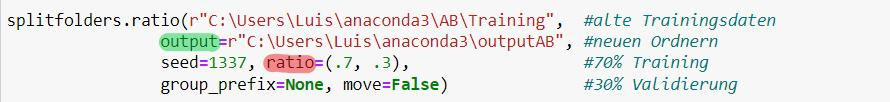 splitfolders.ratio(r"C:\Users\Luis\anaconda3\AB\Training", #alte Trainingsdaten
output=r"C:\Users\Luis\anaconda3\outputAB", #neuen Ordnern
seed=1337, ratio=(.7, .3), #70% Training
group_prefix=None, move=False) #30% Validierung